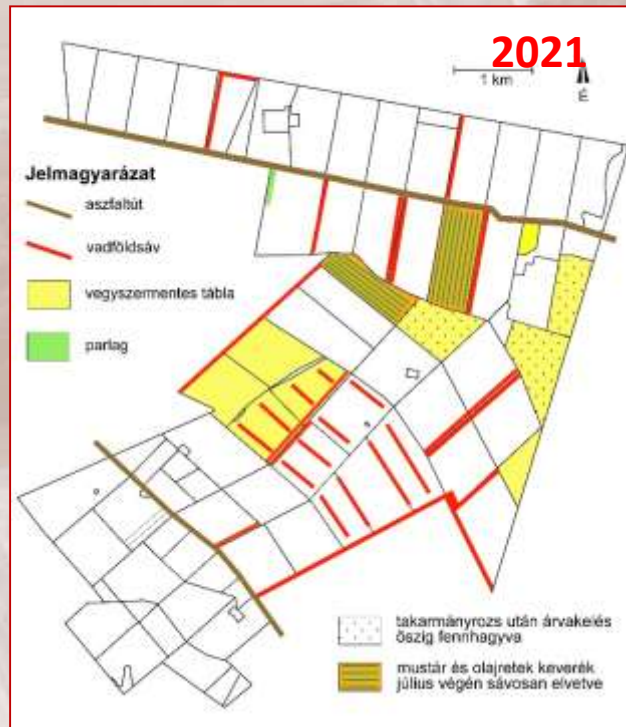 2021
1 km
É
Jelmagyarázat
aszfaltút
vadföldsáv
vegyszermentes tábla
parlag
takarmányrozs után árvakelés
őszig fennhagyva
mustár és olajretek keverék
július végén sávosan elvetve